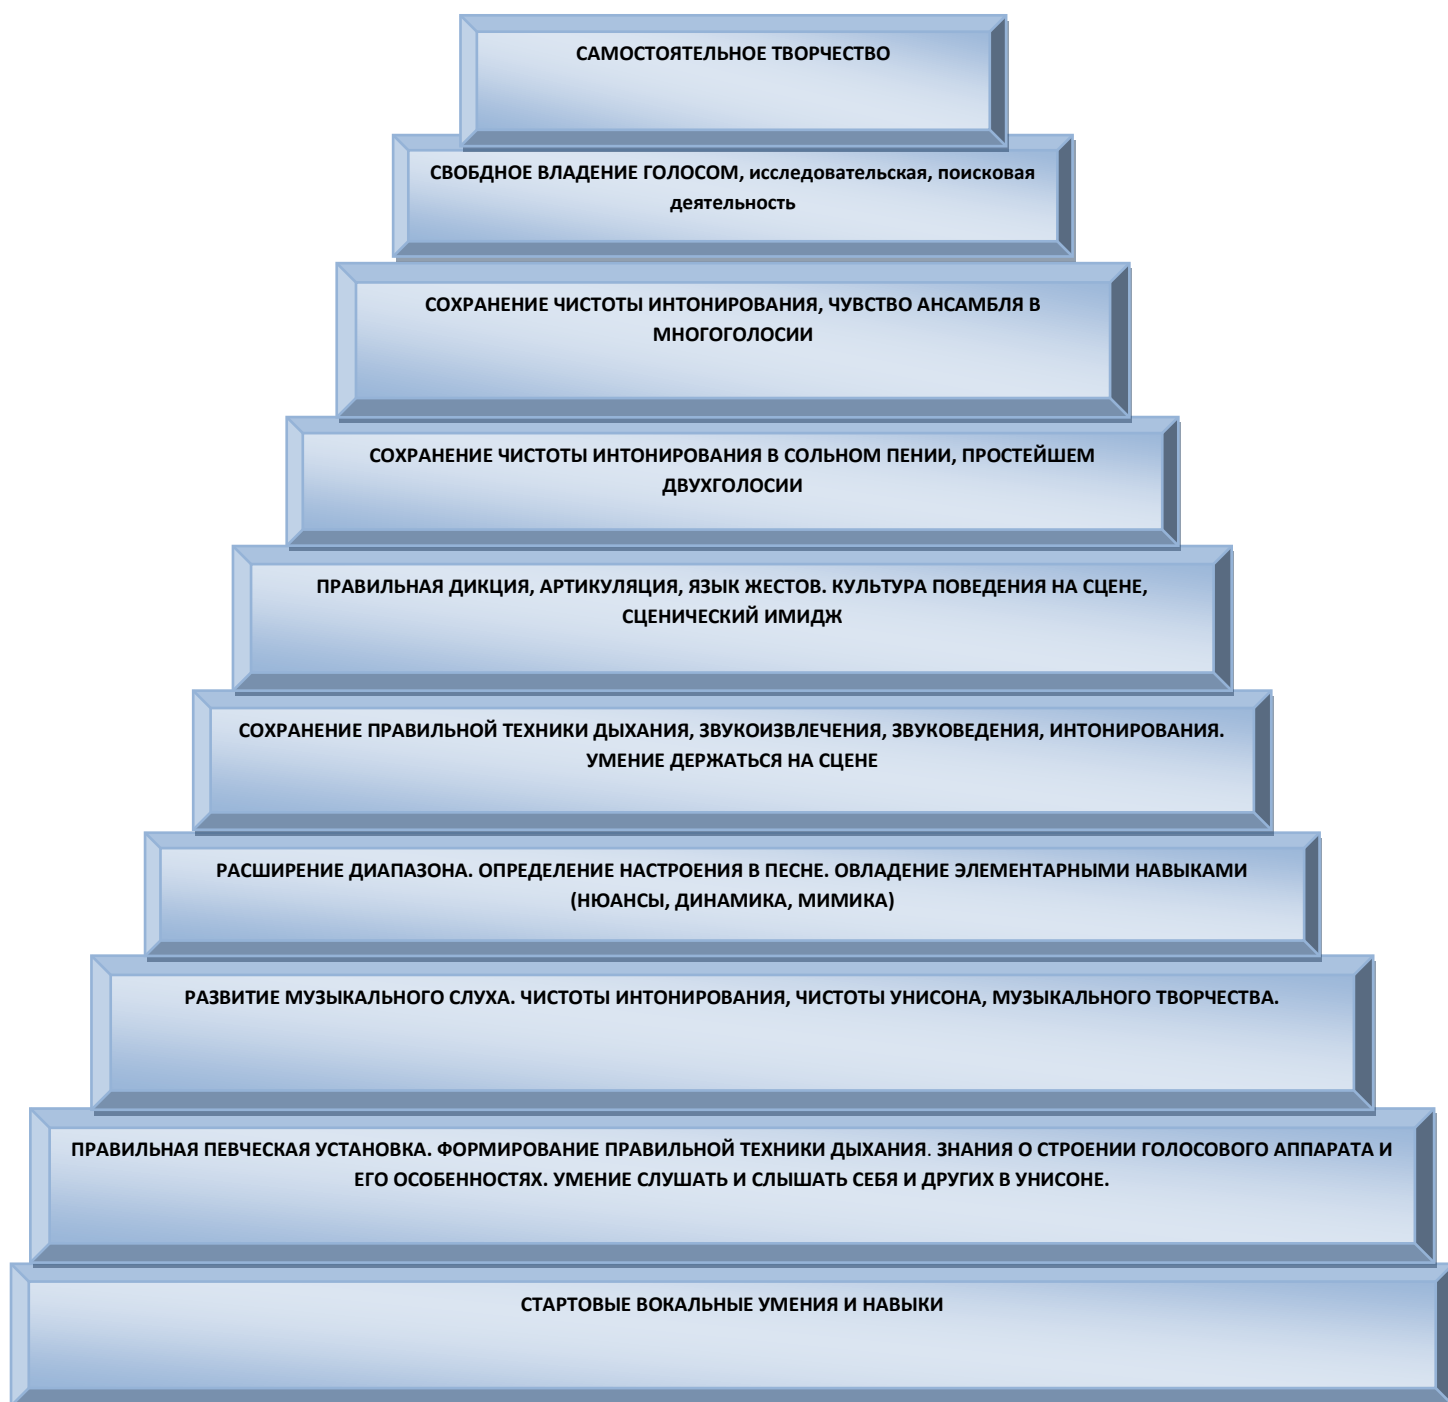 САМОСТОЯТЕЛЬНОЕ ТВОРЧЕСТВО
СВОБДНОЕ ВЛАДЕНИЕ ГОЛОСОМ, исследовательская, поисковая
деятельность
СОХРАНЕНИЕ ЧИСТОТЫ ИНТОНИРОВАНИЯ, ЧУВСТВО АНСАМБЛЯ В
МНОГОГОЛОСИИ
СОХРАНЕНИЕ ЧИСТОТЫ ИНТОНИРОВАНИЯ В СОЛЬНОМ ПЕНИИ, ПРОСТЕЙШЕМ
ДВУХГОЛОСИИ
ПРАВИЛЬНАЯ ДИКЦИЯ, АРТИКУЛЯЦИЯ, ЯЗЫК ЖЕСТОВ. КУЛЬТУРА ПОВЕДЕНИЯ НА СЦЕНЕ,
СЦЕНИЧЕСКИЙ ИМИДЖ
СОХРАНЕНИЕ ПРАВИЛЬНОЙ ТЕХНИКИ ДЫХАНИЯ, ЗВУКОИЗВЛЕЧЕНИЯ, ЗВУКОВЕДЕНИЯ, ИНТОНИРОВАНИЯ.
УМЕНИЕ ДЕРЖАТЬСЯ НА СЦЕНЕ
РАСШИРЕНИЕ ДИАПАЗОНА. ОПРЕДЕЛЕНИЕ НАСТРОЕНИЯ В ПЕСНЕ. ОВЛАДЕНИЕ ЭЛЕМЕНТАРНЫМИ НАВЫКАМИ
(НЮАНСЫ, ДИНАМИКА, МИМИКА)
РАЗВИТИЕ МУЗЫКАЛЬНОГО СЛУХА. ЧИСТОТЫ ИНТОНИРОВАНИЯ, ЧИСТОТЫ УНИСОНА, МУЗЫКАЛЬНОГО ТВОРЧЕСТВА.
ПРАВИЛЬНАЯ ПЕВЧЕСКАЯ УСТАНОВКА. ФОРМИРОВАНИЕ ПРАВИЛЬНОЙ ТЕХНИКИ ДЫХАНИЯ. ЗНАНИЯ О СТРОЕНИИ ГОЛОСОВОГО АППАРАТА И
ЕГО ОСОБЕННОСТЯХ. УМЕНИЕ СЛУШАТЬ И СЛЫШАТЬ СЕБЯ И ДРУГИХ В УНИСОНЕ.
СТАРТОВЫЕ ВОКАЛЬНЫЕ УМЕНИЯ И НАВЫКИ